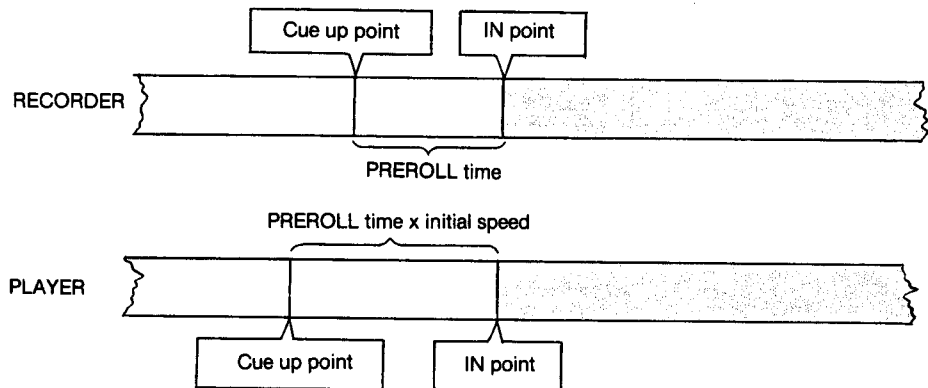 Cue up point
IN point
RECORDER
PREROLL time
PREROLL time x initial speed
PLAYER
Cue up point
IN point